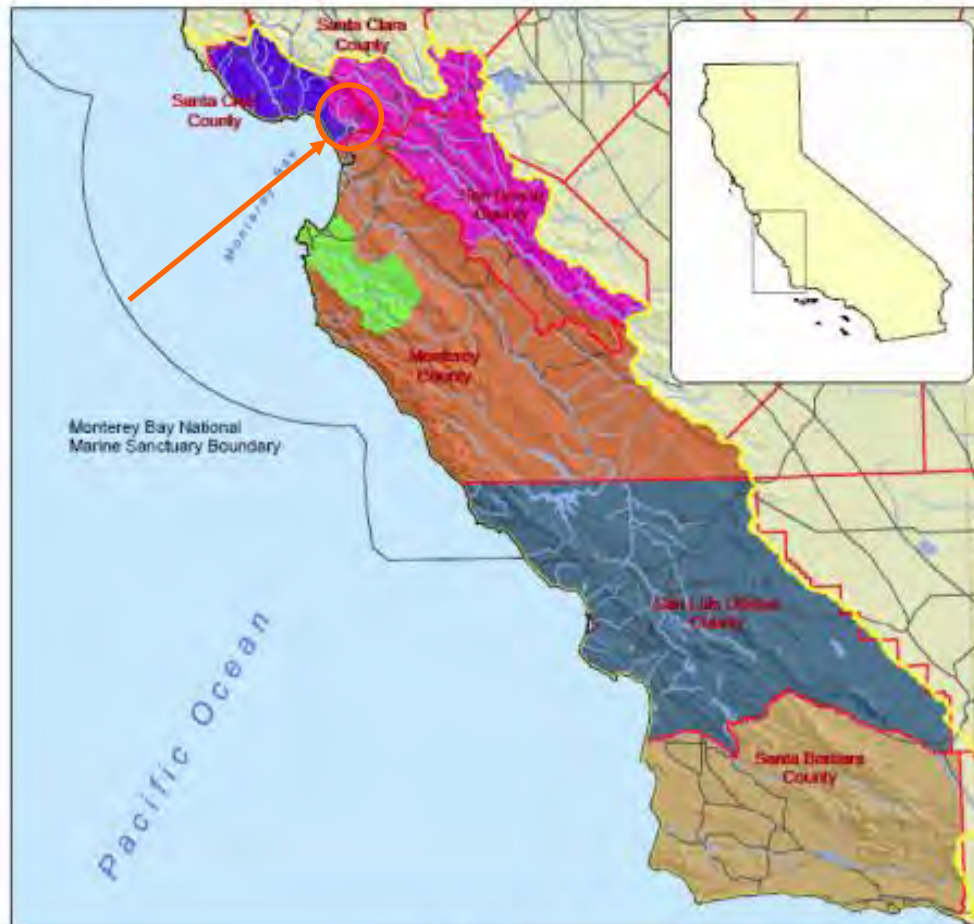 Santa Clara
County
Santa Cruz
County
Monterey Bay
San Benito
County
Monterey
County
Monterey Bay National
Marine Sanctuary Boundary
San Luis Obispo
County
Pacific Ocean
Santa Barbara
County